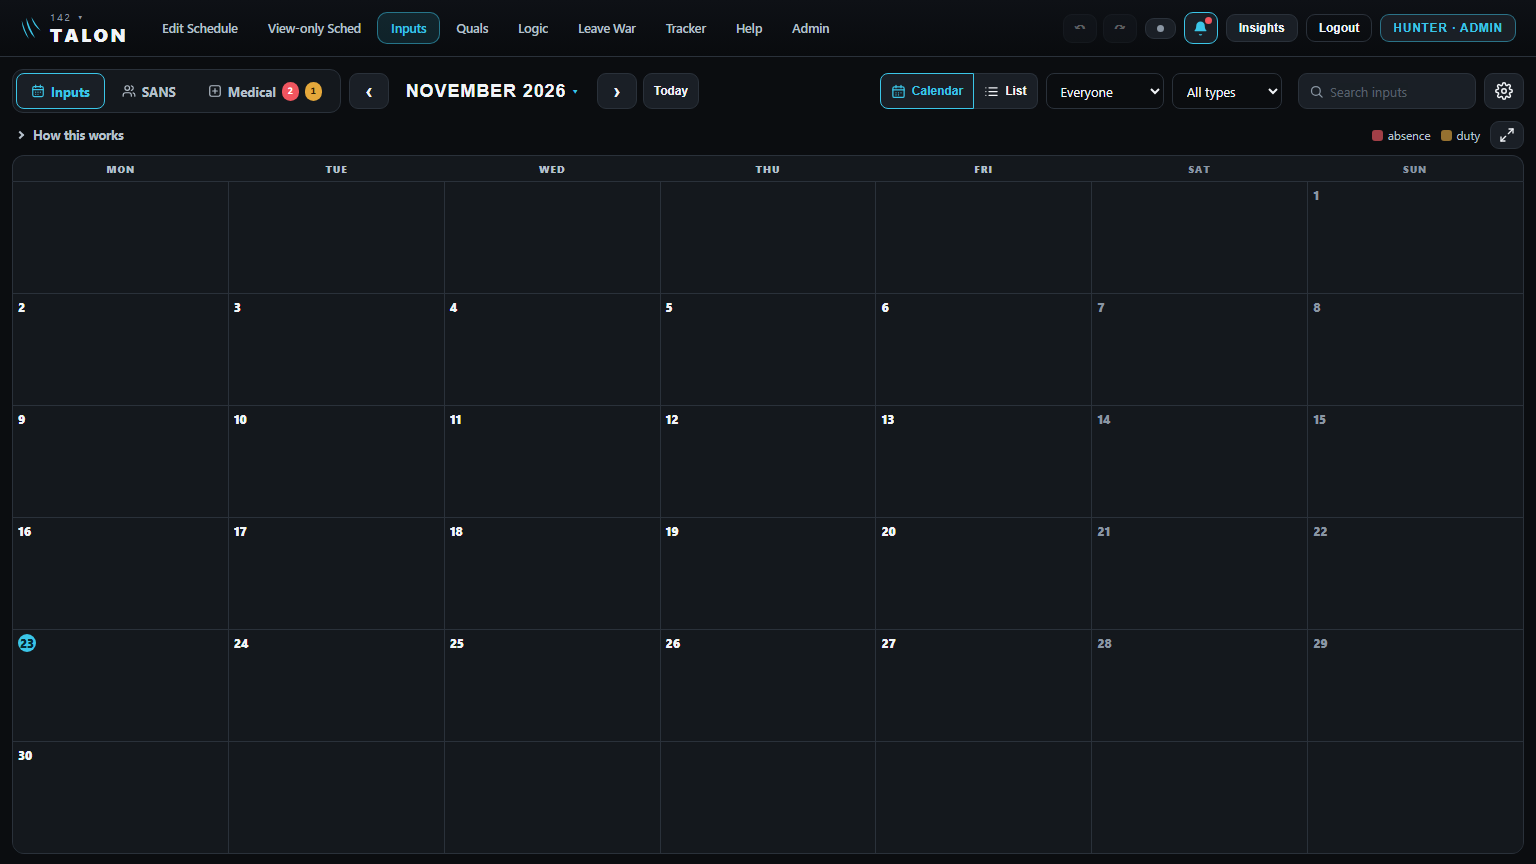 142
TALON
Edit Schedule
View-only Sched
Inputs
Quals
Logic
Leave War
Tracker
Help
Admin
Insights
Logout
HUNTER · ADMIN
Inputs
SANS
Medical 2 1
NOVEMBER 2026
Today
Calendar
List
Everyone
All types
Search inputs
How this works
absence
duty
MON TUE WED THU FRI SAT SUN
1
2 3 4 5 6 7 8
9 10 11 12 13 14 15
16 17 18 19 20 21 22
23 24 25 26 27 28 29
30